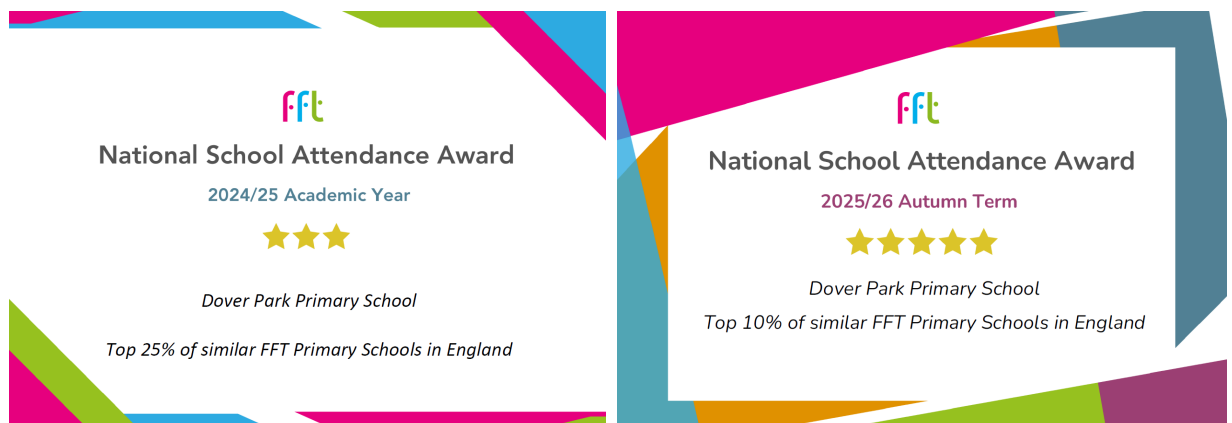 fft
National School Attendance Award
2024/25 Academic Year
Dover Park Primary School
Top 25% of similar FFT Primary Schools in England
fft
National School Attendance Award
2025/26 Autumn Term
Dover Park Primary School
Top 10% of similar FFT Primary Schools in England